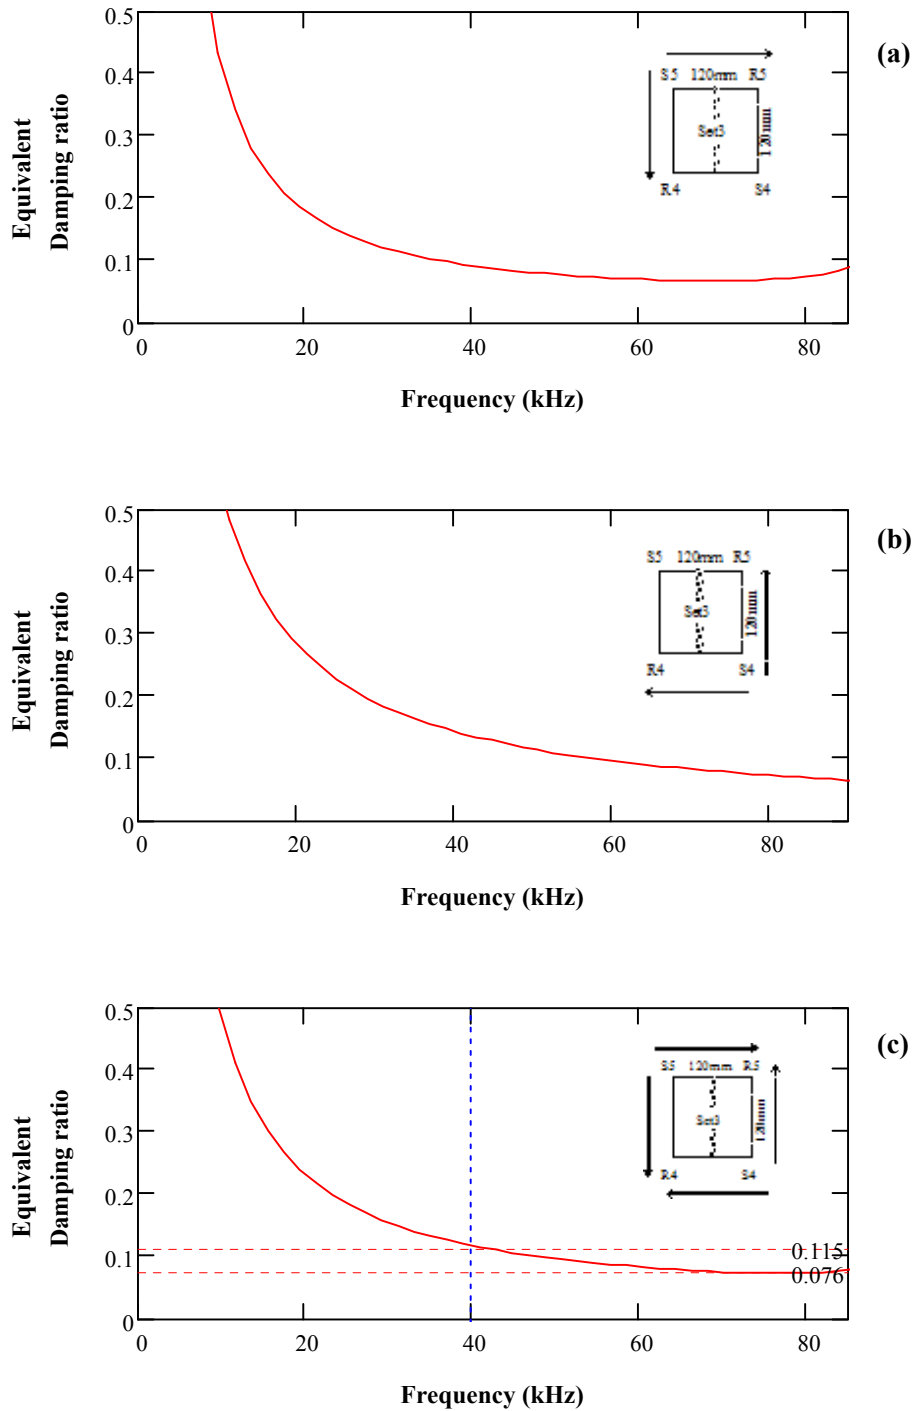 (a)
Equivalent
Damping ratio
0.5
0.4
0.3
0.2
0.1
0
S5 120mm R5
Set3
120mm
R4 S4
0 20 40 60 80
Frequency (kHz)
(b)
Equivalent
Damping ratio
0.5
0.4
0.3
0.2
0.1
0
S5 120mm R5
Set3
120mm
R4 S4
0 20 40 60 80
Frequency (kHz)
(c)
Equivalent
Damping ratio
0.5
0.4
0.3
0.2
0.1
0
S5 120mm R5
Set3
120mm
R4 S4
0.115
0.076
0 20 40 60 80
Frequency (kHz)